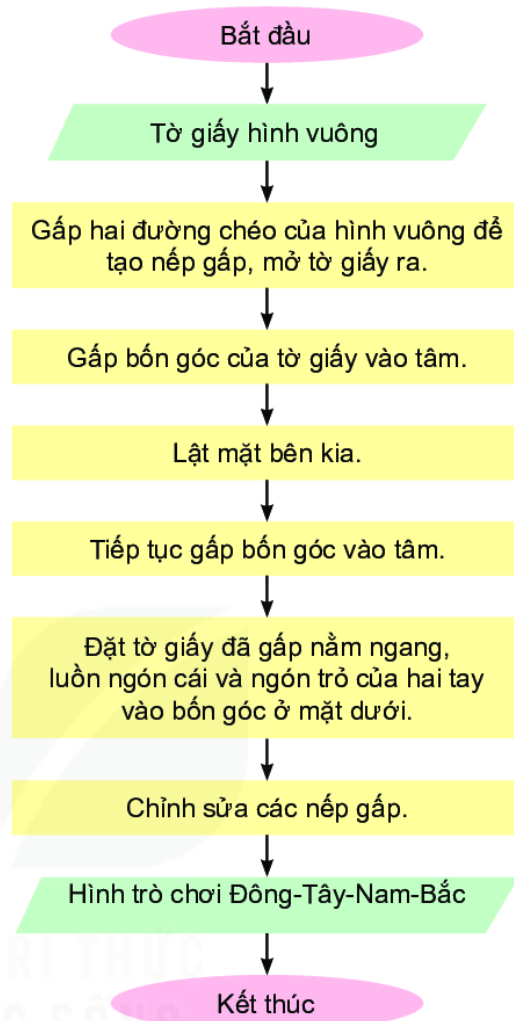 Bắt đầu
Tờ giấy hình vuông
Gấp hai đường chéo của hình vuông để
tạo nếp gấp, mở tờ giấy ra.
Gấp bốn góc của tờ giấy vào tâm.
Lật mặt bên kia.
Tiếp tục gấp bốn góc vào tâm.
Đặt tờ giấy đã gấp nằm ngang,
luồn ngón cái và ngón trỏ của hai tay
vào bốn góc ở mặt dưới.
Chỉnh sửa các nếp gấp.
Hình trò chơi Đông-Tây-Nam-Bắc
Kết thúc